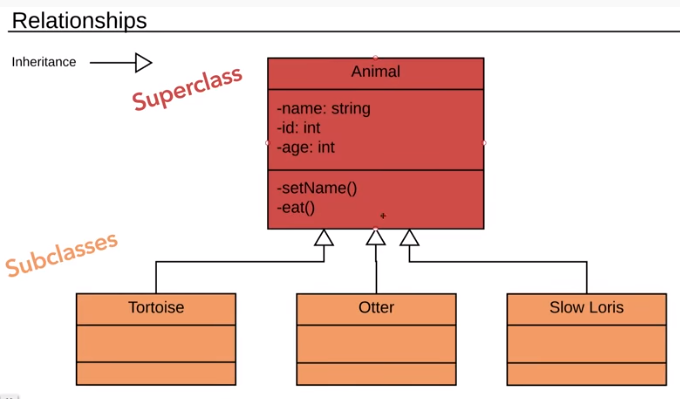 Relationships
Inheritance
Superclass
Animal
-name: string
-id: int
-age: int
-setName()
-eat()
Subclasses
Tortoise
Otter
Slow Loris